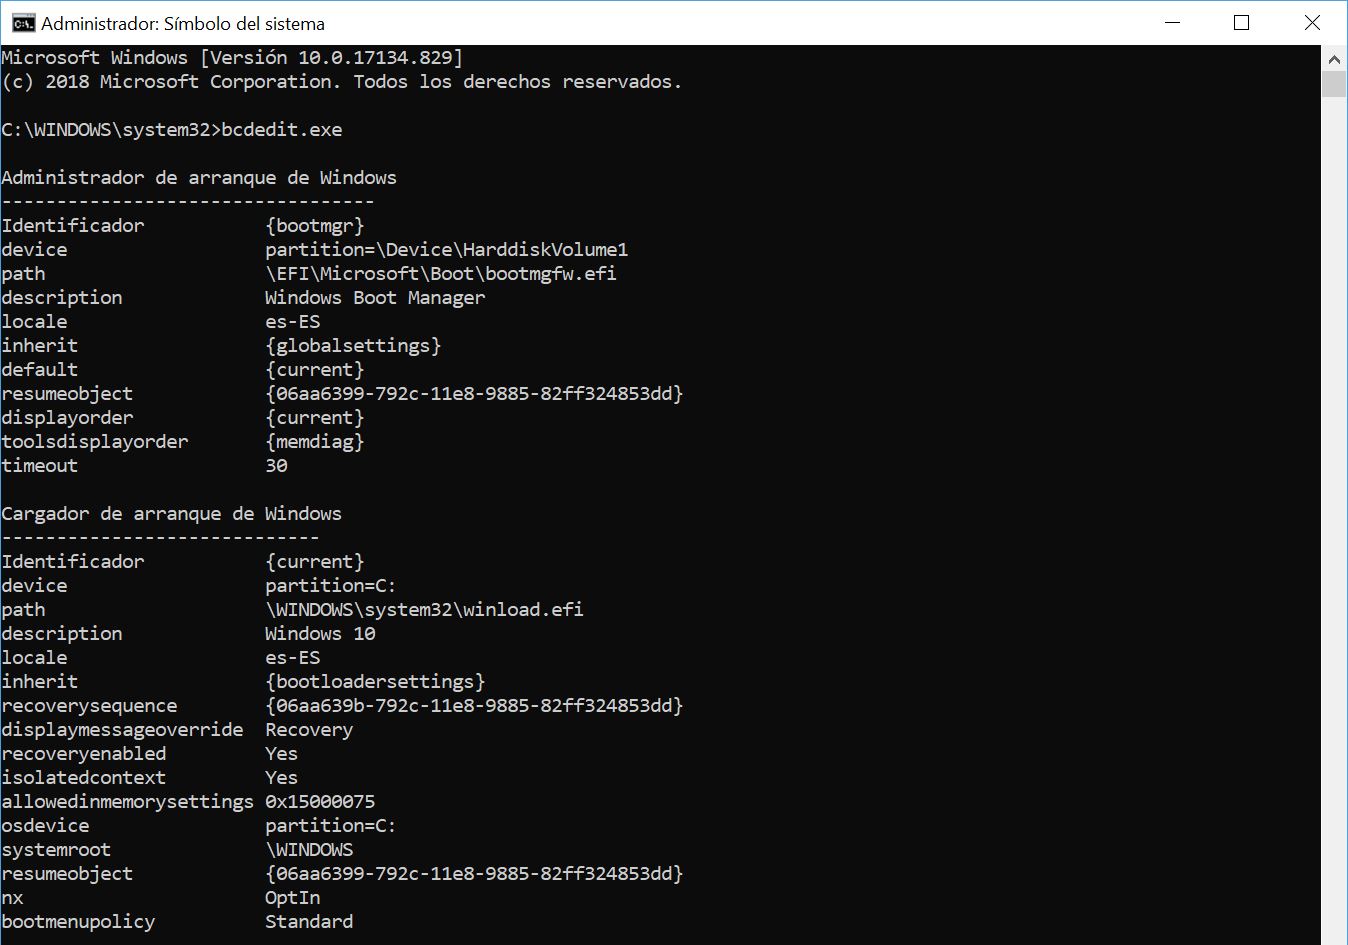 Administrador: Símbolo del sistema
Microsoft Windows [Versión 10.0.17134.829]
(c) 2018 Microsoft Corporation. Todos los derechos reservados.
C:\WINDOWS\system32>bcdedit.exe
Administrador de arranque de Windows
----------------------------------
Identificador           {bootmgr}
device                  partition=\Device\HarddiskVolume1
path                    \EFI\Microsoft\Boot\bootmgfw.efi
description             Windows Boot Manager
locale                  es-ES
inherit                 {globalsettings}
default                 {current}
resumeobject            {06aa6399-792c-11e8-9885-82ff324853dd}
displayorder            {current}
toolsdisplayorder       {memdiag}
timeout                 30
Cargador de arranque de Windows
-----------------------------
Identificador           {current}
device                  partition=C:
path                    \WINDOWS\system32\winload.efi
description             Windows 10
locale                  es-ES
inherit                 {bootloadersettings}
recoverysequence        {06aa639b-792c-11e8-9885-82ff324853dd}
displaymessageoverride  Recovery
recoveryenabled         Yes
isolatedcontext         Yes
allowedinmemorysettings 0x15000075
osdevice                partition=C:
systemroot              \WINDOWS
resumeobject            {06aa6399-792c-11e8-9885-82ff324853dd}
nx                      OptIn
bootmenupolicy          Standard